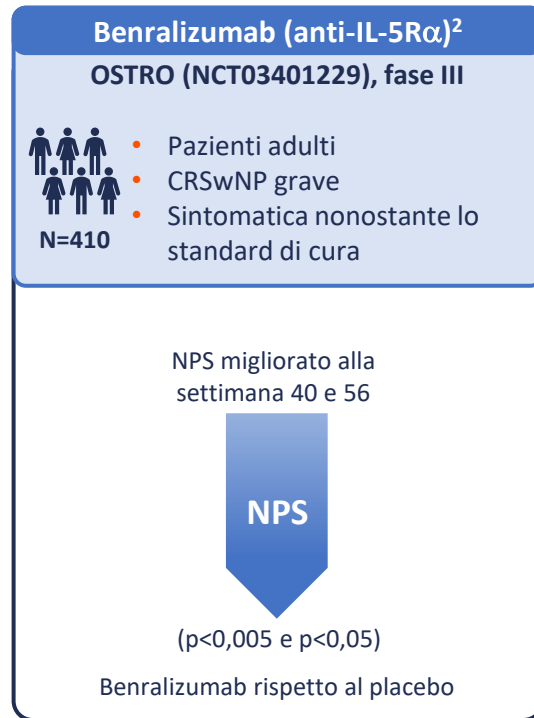 Benralizumab (anti-IL-5Rα)²
OSTRO (NCT03401229), fase III
• Pazienti adulti
• CRSwNP grave
• Sintomatica nonostante lo
standard di cura
N=410
NPS migliorato alla
settimana 40 e 56
NPS
(p<0,005 e p<0,05)
Benralizumab rispetto al placebo